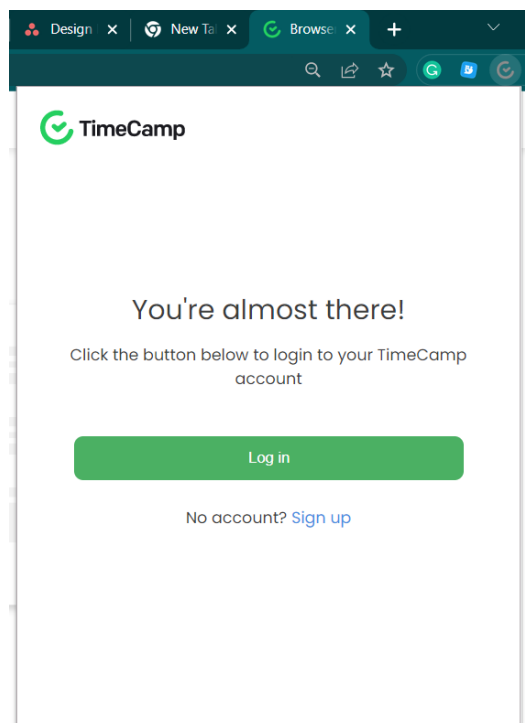 Design
New Ta
Browse
TimeCamp
You're almost there!
Click the button below to login to your TimeCamp
account
Log in
No account? Sign up